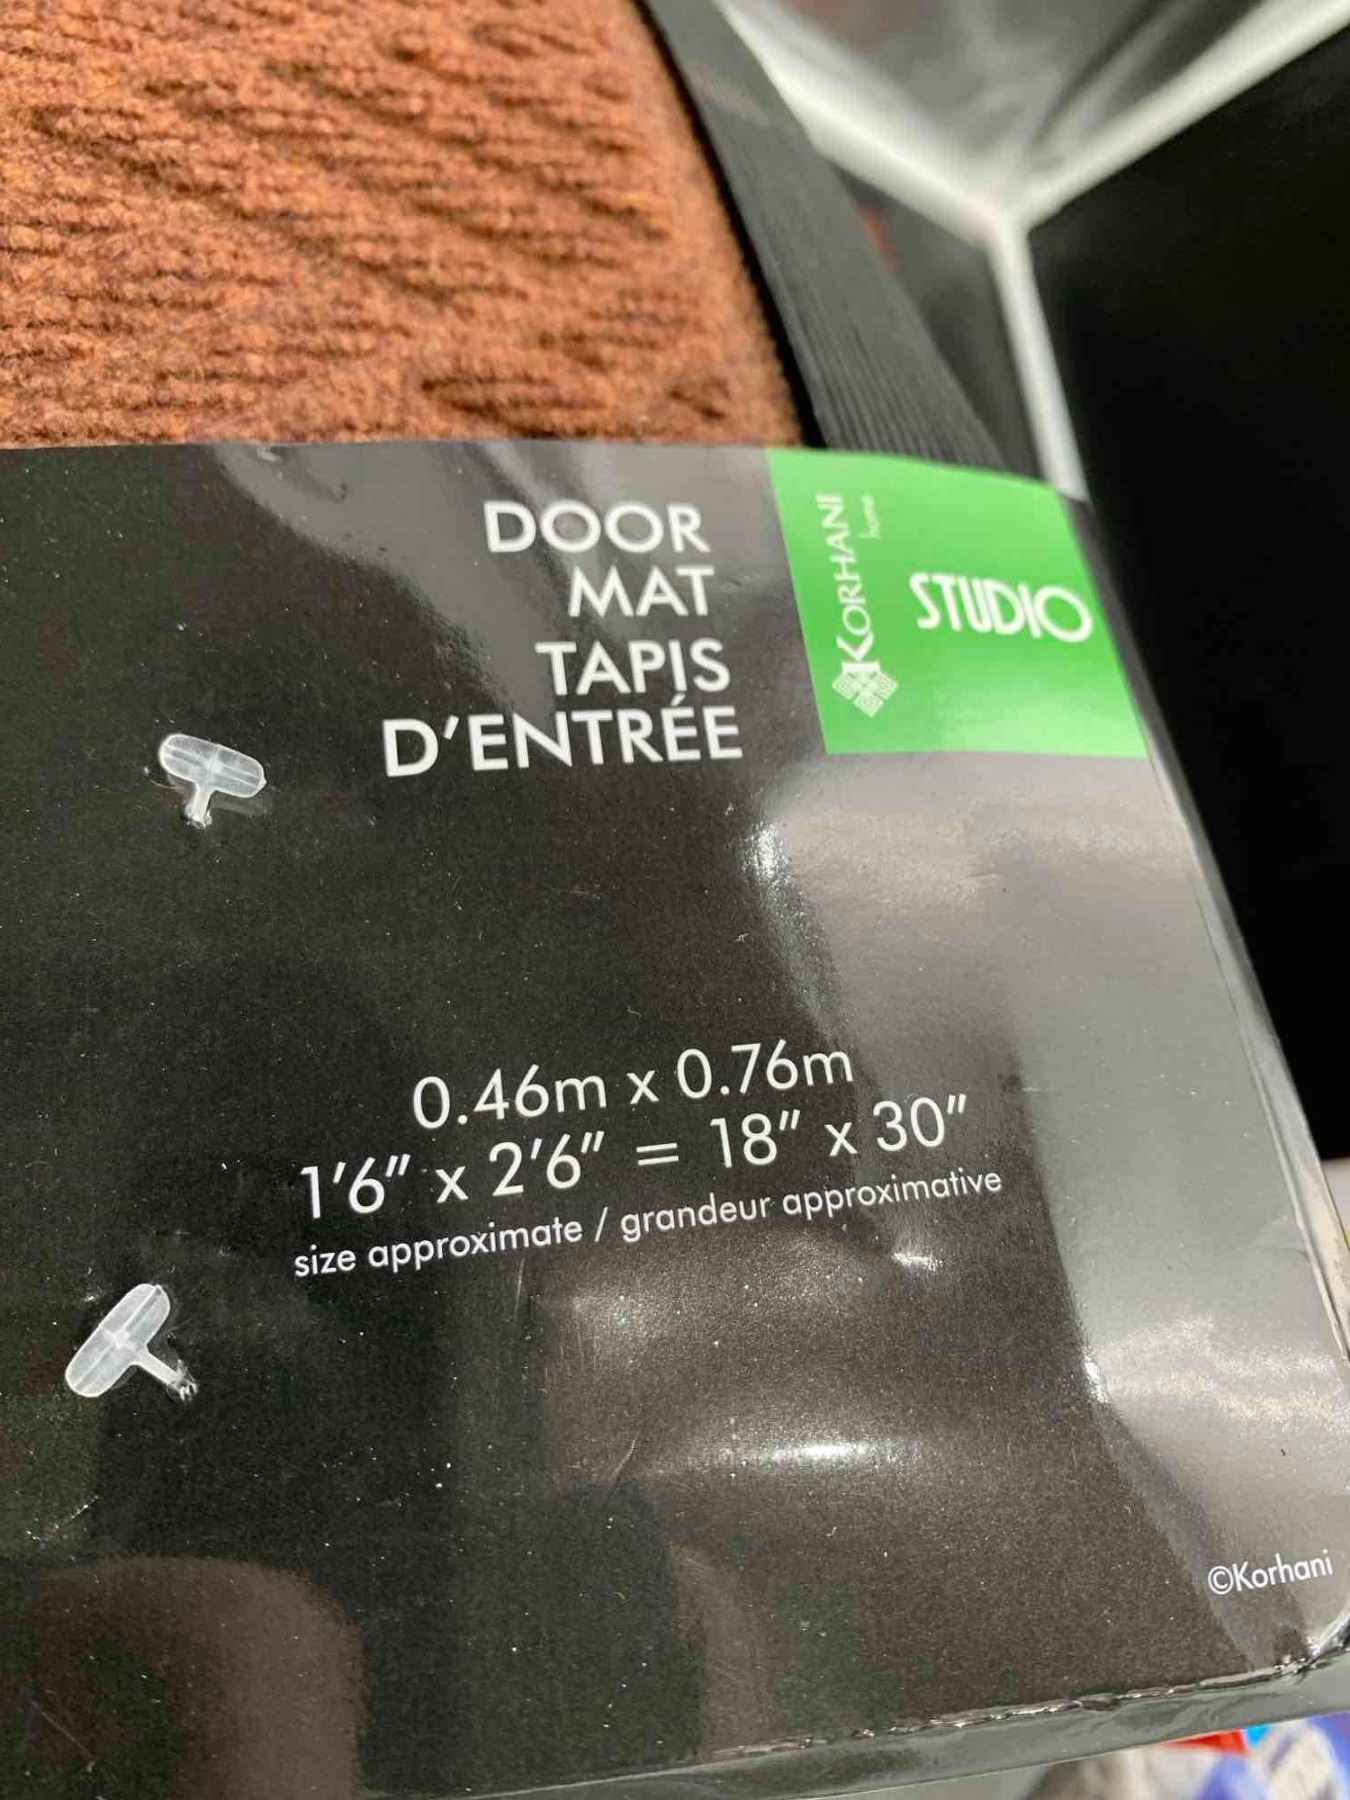 DOOR
MAT
TAPIS
D'ENTRÉE
KORHANI
home
STUDIO
0.46m x 0.76m
1'6" x 2'6" = 18" x 30"
size approximate / grandeur approximative
©Korhani